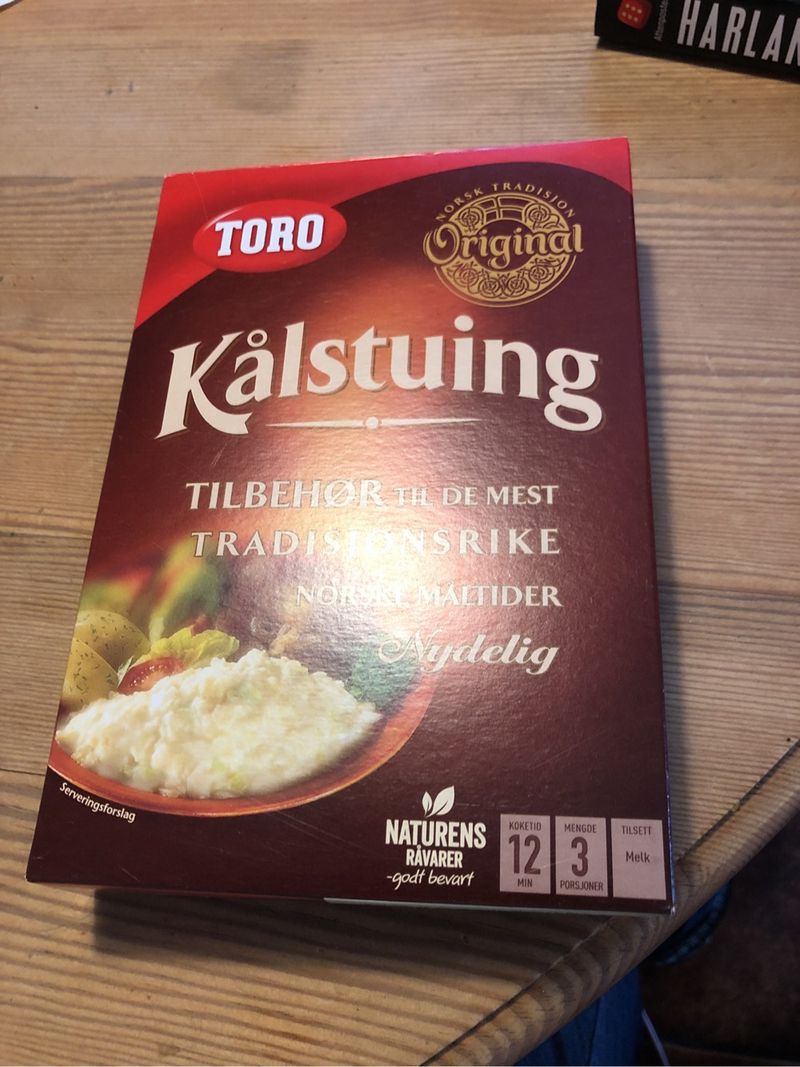 HARLAN
Aftenposten
TORO
NORSK TRADISJON
Original
Kålstuing
TILBEHØR TIL DE MEST
TRADISJONSRIKE
NORSKE MÅLTIDER
Nydelig
Serveringsforslag
NATURENS
RÅVARER
-godt bevart
KOKETID
12
MIN
MENGDE
3
PORSJONER
TILSETT
Melk